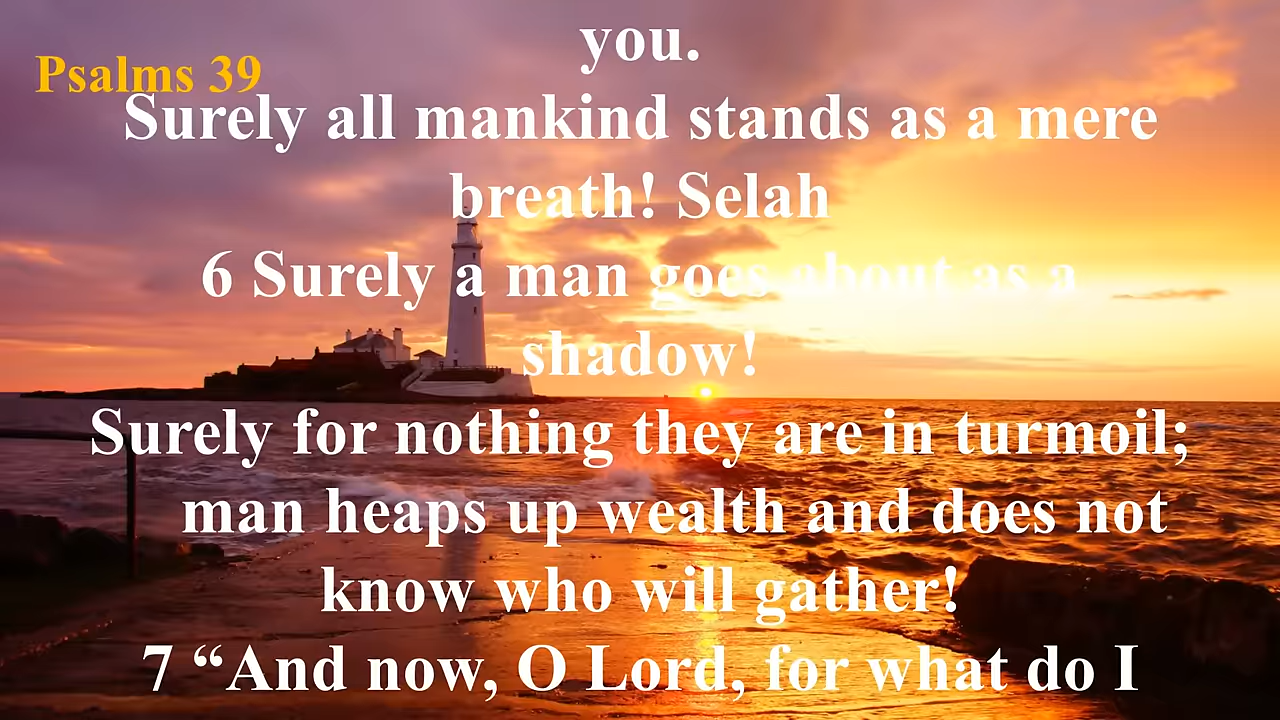 you.
Psalms 39
Surely all mankind stands as a mere
breath! Selah
6 Surely a man goes about as a
shadow!
Surely for nothing they are in turmoil;
man heaps up wealth and does not
know who will gather!
7 “And now, O Lord, for what do I